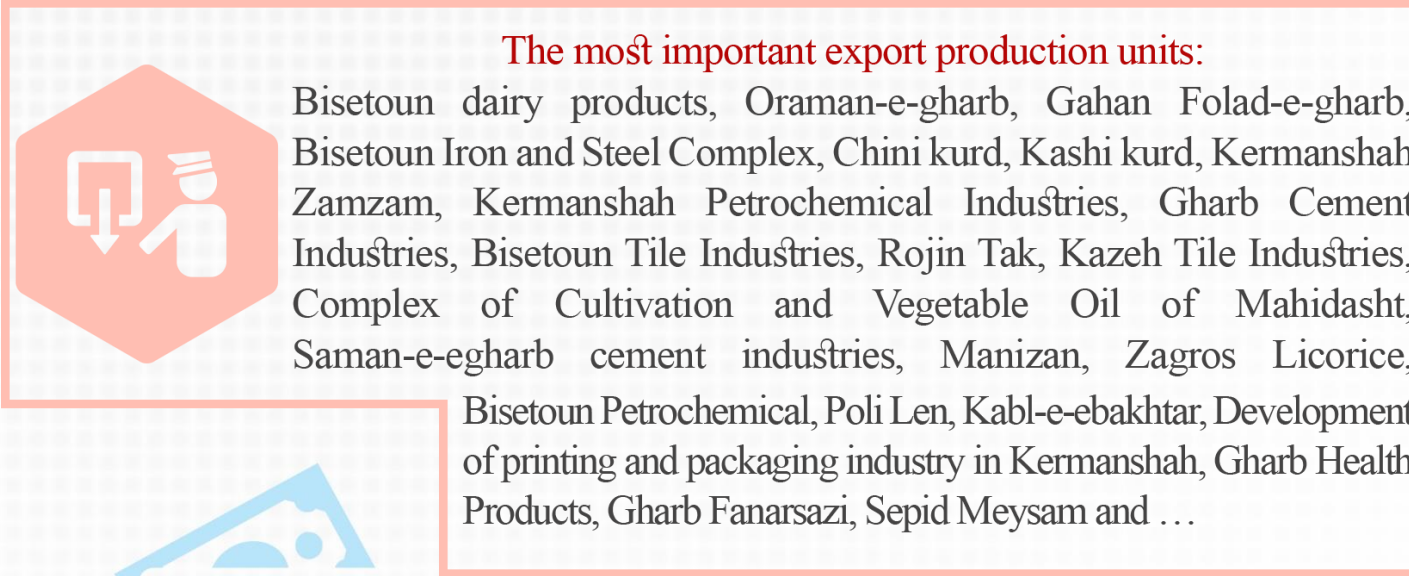 The most important export production units:
Bisetoun dairy products, Oraman-e-gharb, Gahan Folad-e-gharb,
Bisetoun Iron and Steel Complex, Chini kurd, Kashi kurd, Kermanshah
Zamzam, Kermanshah Petrochemical Industries, Gharb Cement
Industries, Bisetoun Tile Industries, Rojin Tak, Kazeh Tile Industries,
Complex of Cultivation and Vegetable Oil of Mahidasht,
Saman-e-egharb cement industries, Manizan, Zagros Licorice,
Bisetoun Petrochemical, Poli Len, Kabl-e-ebakhtar, Development
of printing and packaging industry in Kermanshah, Gharb Health
Products, Gharb Fanarsazi, Sepid Meysam and …